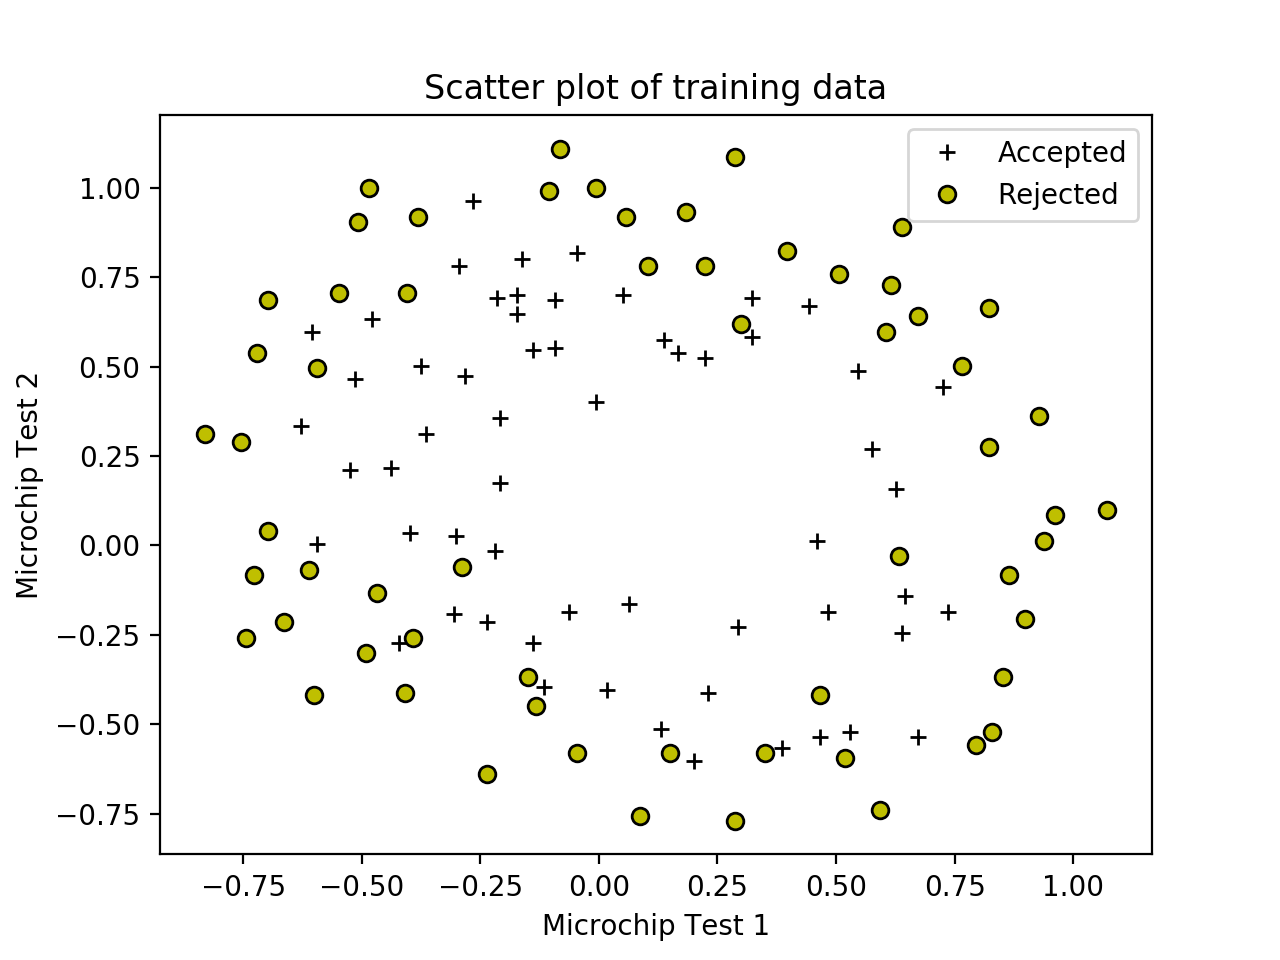 Scatter plot of training data
Accepted
Rejected
1.00
0.75
0.50
0.25
0.00
−0.25
−0.50
−0.75
Microchip Test 2
−0.75 −0.50 −0.25 0.00 0.25 0.50 0.75 1.00
Microchip Test 1